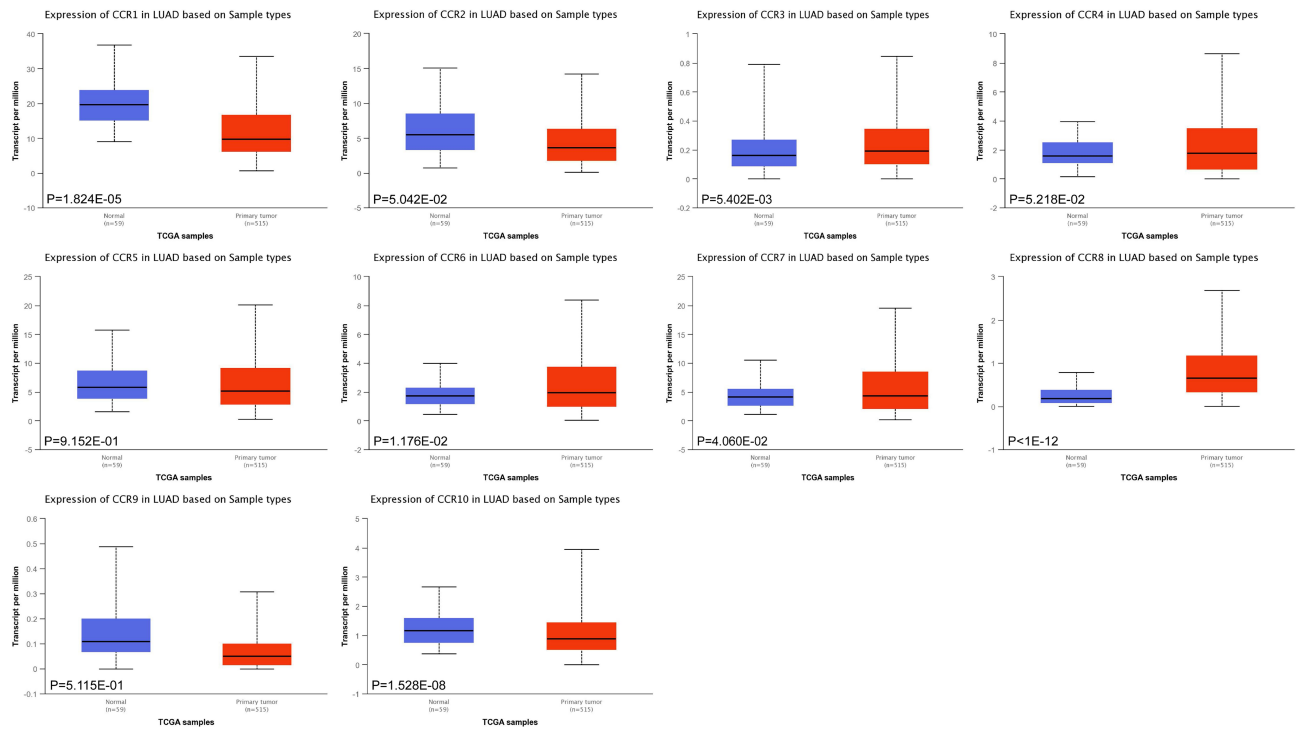 Expression of CCR1 in LUAD based on Sample types
40
30
20
10
0
-10
Transcript per million
P=1.824E-05
Normal
(n=59)
Primary tumor
(n=515)
TCGA samples
Expression of CCR2 in LUAD based on Sample types
20
15
10
5
0
-5
Transcript per million
P=5.042E-02
Normal
(n=59)
Primary tumor
(n=515)
TCGA samples
Expression of CCR3 in LUAD based on Sample types
1
0.8
0.6
0.4
0.2
0
-0.2
Transcript per million
P=5.402E-03
Normal
(n=59)
Primary tumor
(n=515)
TCGA samples
Expression of CCR4 in LUAD based on Sample types
10
8
6
4
2
0
-2
Transcript per million
P=5.218E-02
Normal
(n=59)
Primary tumor
(n=515)
TCGA samples
Expression of CCR5 in LUAD based on Sample types
25
20
15
10
5
0
-5
Transcript per million
P=9.152E-01
Normal
(n=59)
Primary tumor
(n=515)
TCGA samples
Expression of CCR6 in LUAD based on Sample types
10
8
6
4
2
0
-2
Transcript per million
P=1.176E-02
Normal
(n=59)
Primary tumor
(n=515)
TCGA samples
Expression of CCR7 in LUAD based on Sample types
25
20
15
10
5
0
-5
Transcript per million
P=4.060E-02
Normal
(n=59)
Primary tumor
(n=515)
TCGA samples
Expression of CCR8 in LUAD based on Sample types
3
2
1
0
-1
Transcript per million
P<1E-12
Normal
(n=59)
Primary tumor
(n=515)
TCGA samples
Expression of CCR9 in LUAD based on Sample types
0.6
0.5
0.4
0.3
0.2
0.1
0
-0.1
Transcript per million
P=5.115E-01
Normal
(n=59)
Primary tumor
(n=515)
TCGA samples
Expression of CCR10 in LUAD based on Sample types
5
4
3
2
1
0
-1
Transcript per million
P=1.528E-08
Normal
(n=59)
Primary tumor
(n=515)
TCGA samples